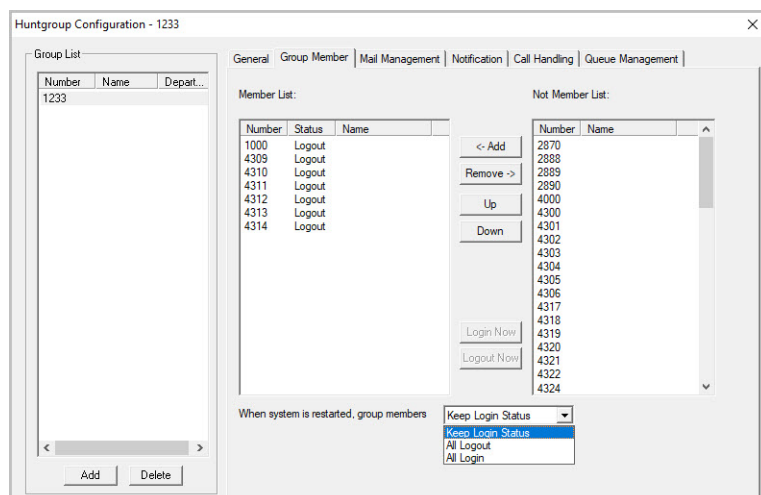 Huntgroup Configuration - 1233
Group List
Number Name Depart...
1233
Add Delete
General Group Member Mail Management Notification Call Handling Queue Management
Member List:
Number Status Name
1000 Logout
4309 Logout
4310 Logout
4311 Logout
4312 Logout
4313 Logout
4314 Logout
<- Add
Remove ->
Up
Down
Login Now
Logout Now
Not Member List:
Number Name
2870
2888
2889
2890
4000
4300
4301
4302
4303
4304
4305
4306
4317
4318
4319
4320
4321
4322
4324
When system is restarted, group members Keep Login Status
Keep Login Status
All Logout
All Login